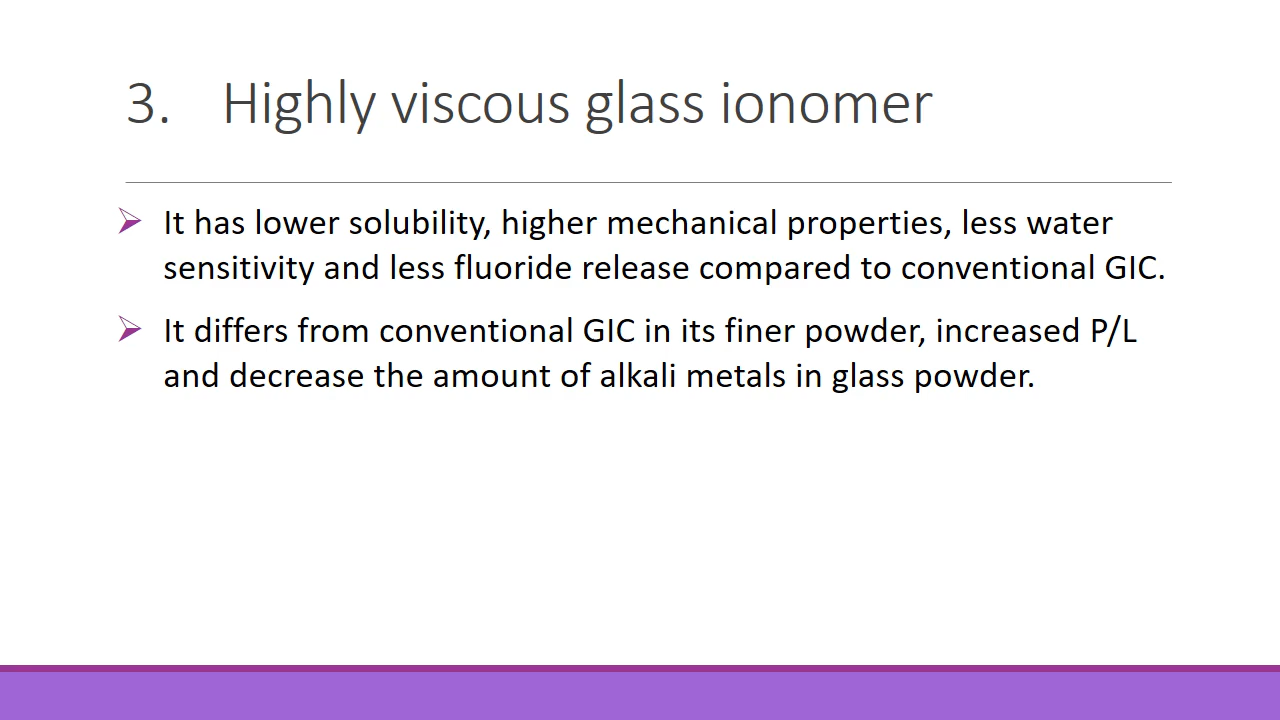 3. Highly viscous glass ionomer
It has lower solubility, higher mechanical properties, less water
sensitivity and less fluoride release compared to conventional GIC.
It differs from conventional GIC in its finer powder, increased P/L
and decrease the amount of alkali metals in glass powder.